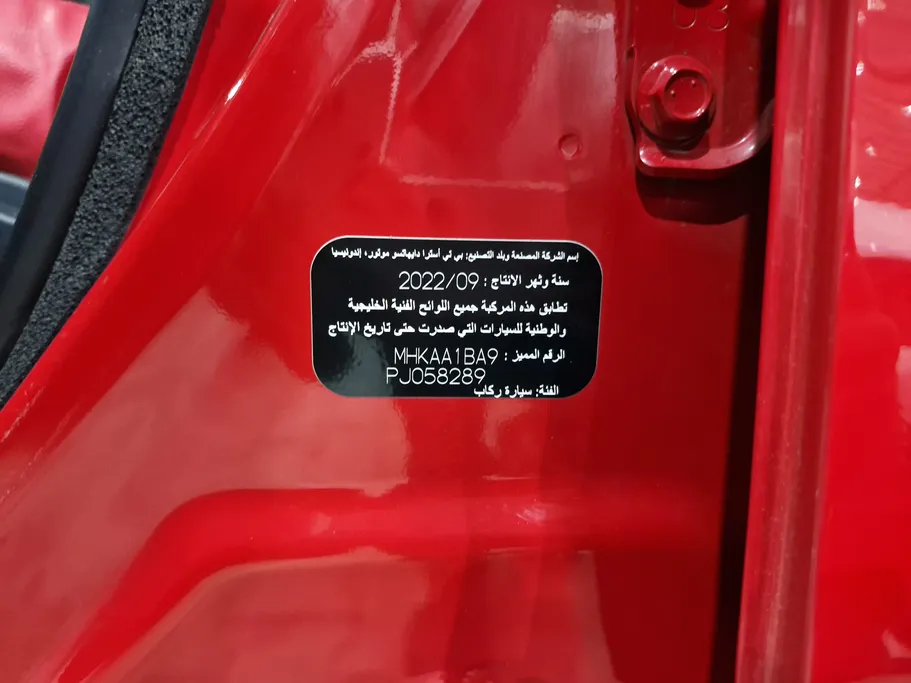 إسم الشركة المصنعة وبلد التصنيع: بي تي أسترا دايهاتسو موتور، إندونيسيا
سنة وشهر الانتاج : 2022/09
تطابق هذه المركبة جميع اللوائح الفنية الخليجية
والوطنية للسيارات التي صدرت حتى تاريخ الإنتاج
الرقم المميز : MHKAA1BA9
PJ058289
الفئة: سيارة ركاب